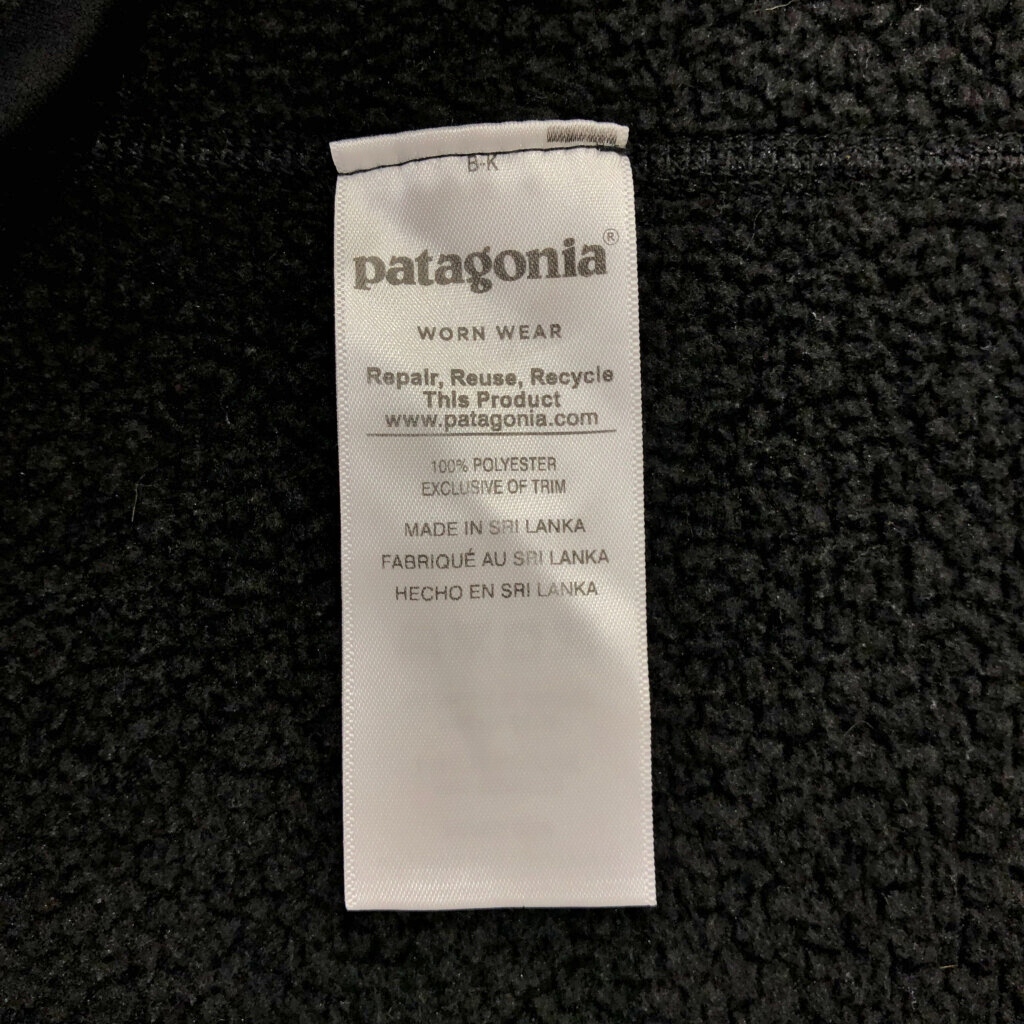 B-K
patagonia®
WORN WEAR
Repair, Reuse, Recycle
This Product
www.patagonia.com
100% POLYESTER
EXCLUSIVE OF TRIM
MADE IN SRI LANKA
FABRIQUÉ AU SRI LANKA
HECHO EN SRI LANKA